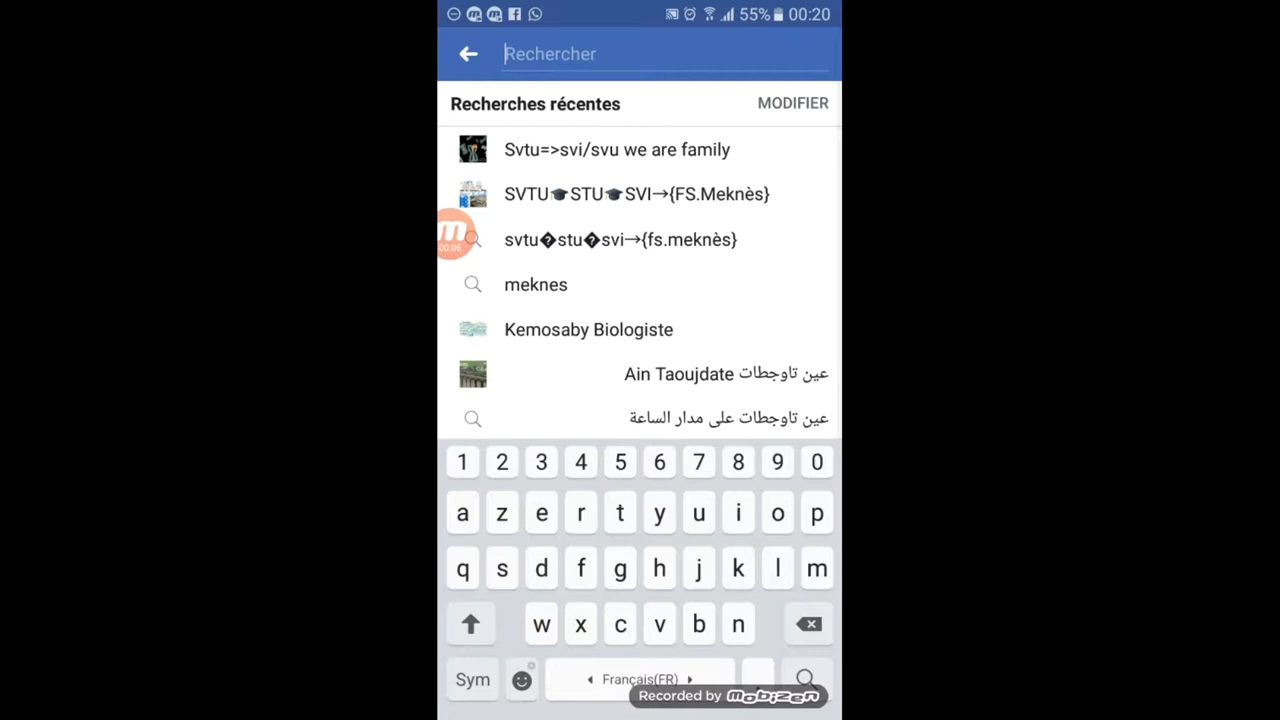 55% 00:20
Rechercher
Recherches récentes MODIFIER
Svtu=>svi/svu we are family
SVTU🎓STU🎓SVI→{FS.Meknès}
00:06
svtu�stu�svi→{fs.meknès}
meknes
Kemosaby Biologiste
عين تاوجطات Ain Taoujdate
عين تاوجطات على مدار الساعة
1 2 3 4 5 6 7 8 9 0
a z e r t y u i o p
q s d f g h j k l m
w x c v b n
Sym Français(FR)
Recorded by mobizen